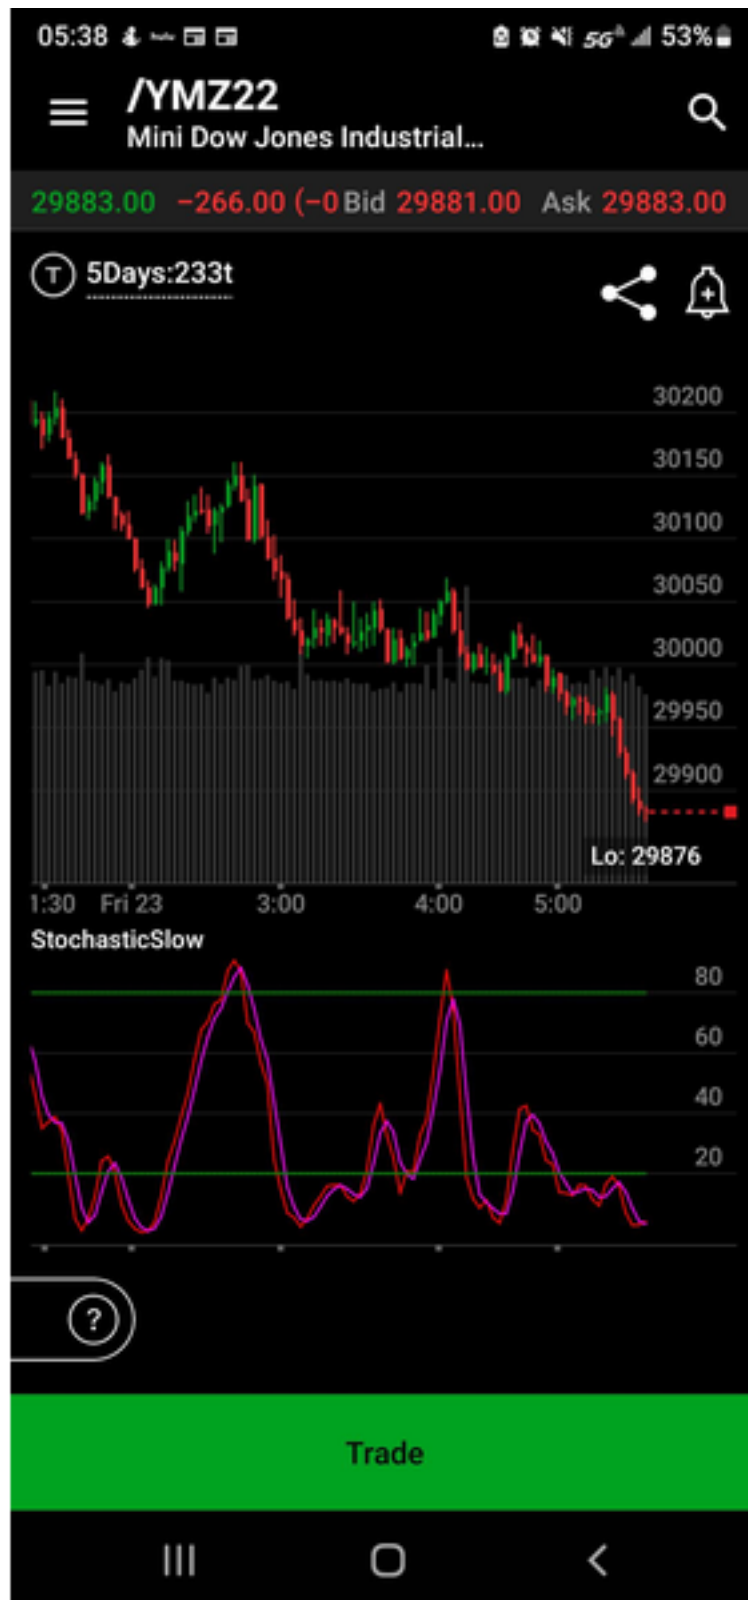 05:38 hulu 5G 53%
/YMZ22
Mini Dow Jones Industrial...
29883.00 -266.00 (-0 Bid 29881.00 Ask 29883.00
T 5Days:233t
30200
30150
30100
30050
30000
29950
29900
Lo: 29876
1:30 Fri 23 3:00 4:00 5:00
StochasticSlow
80
60
40
20
?
Trade